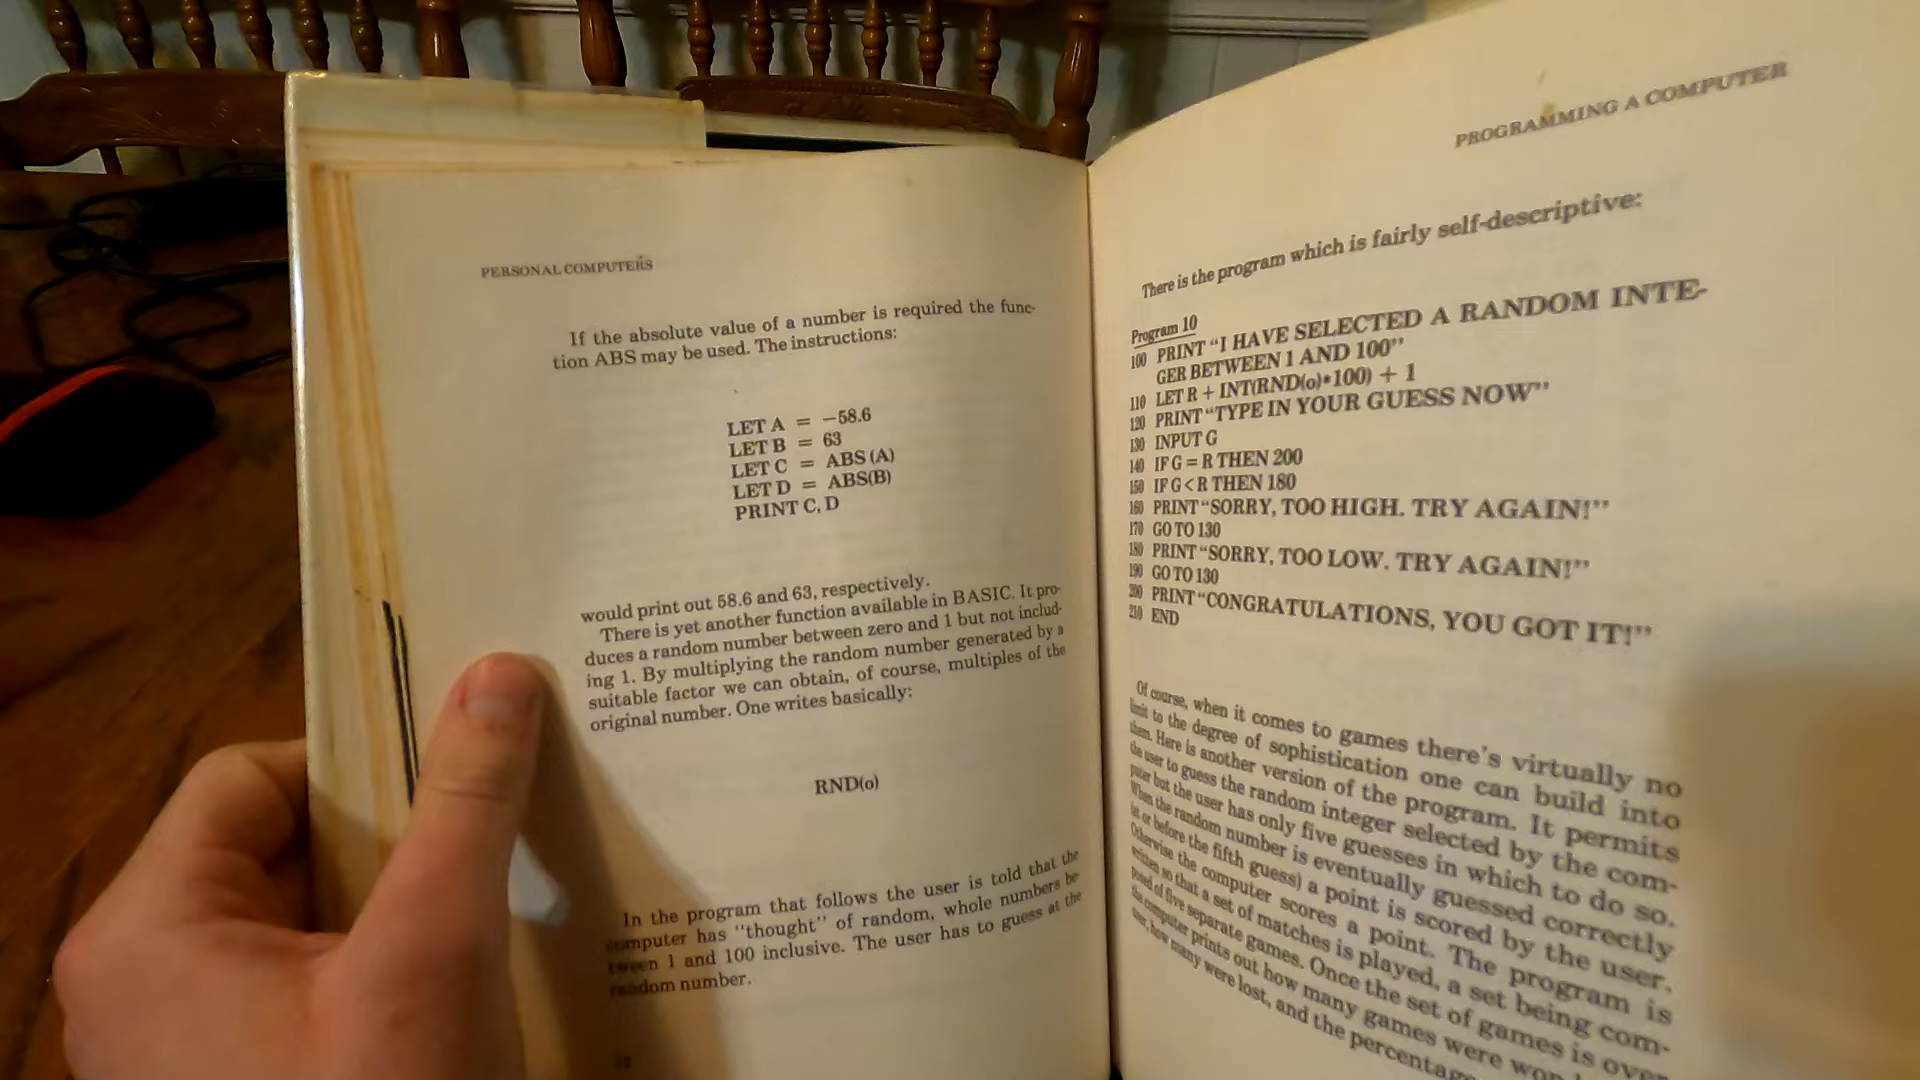 PERSONAL COMPUTERS
If the absolute value of a number is required the func-
tion ABS may be used. The instructions:
LET A = −58.6
LET B = 63
LET C = ABS (A)
LET D = ABS(B)
PRINT C, D
would print out 58.6 and 63, respectively.
There is yet another function available in BASIC. It pro-
duces a random number between zero and 1 but not includ-
ing 1. By multiplying the random number generated by a
suitable factor we can obtain, of course, multiples of the
original number. One writes basically:
RND(o)
In the program that follows the user is told that the
computer has "thought" of random, whole numbers be-
tween 1 and 100 inclusive. The user has to guess at the
random number.
PROGRAMMING A COMPUTER
There is the program which is fairly self-descriptive:
Program 10
100 PRINT "I HAVE SELECTED A RANDOM INTE-
GER BETWEEN 1 AND 100"
110 LET R + INT(RND(o)*100) + 1
120 PRINT "TYPE IN YOUR GUESS NOW"
130 INPUT G
140 IF G = R THEN 200
150 IF G < R THEN 180
160 PRINT "SORRY, TOO HIGH. TRY AGAIN!"
170 GO TO 130
180 PRINT "SORRY, TOO LOW. TRY AGAIN!"
190 GO TO 130
200 PRINT "CONGRATULATIONS, YOU GOT IT!"
210 END
Of course, when it comes to games there's virtually no
limit to the degree of sophistication one can build into
them. Here is another version of the program. It permits
the user to guess the random integer selected by the com-
puter but the user has only five guesses in which to do so.
When the random number is eventually guessed correctly
(at or before the fifth guess) a point is scored by the user.
Otherwise the computer scores a point. The program is
written so that a set of matches is played, a set being com-
posed of five separate games. Once the set of games is over
the computer prints out how many games were won
user, how many were lost, and the percentage